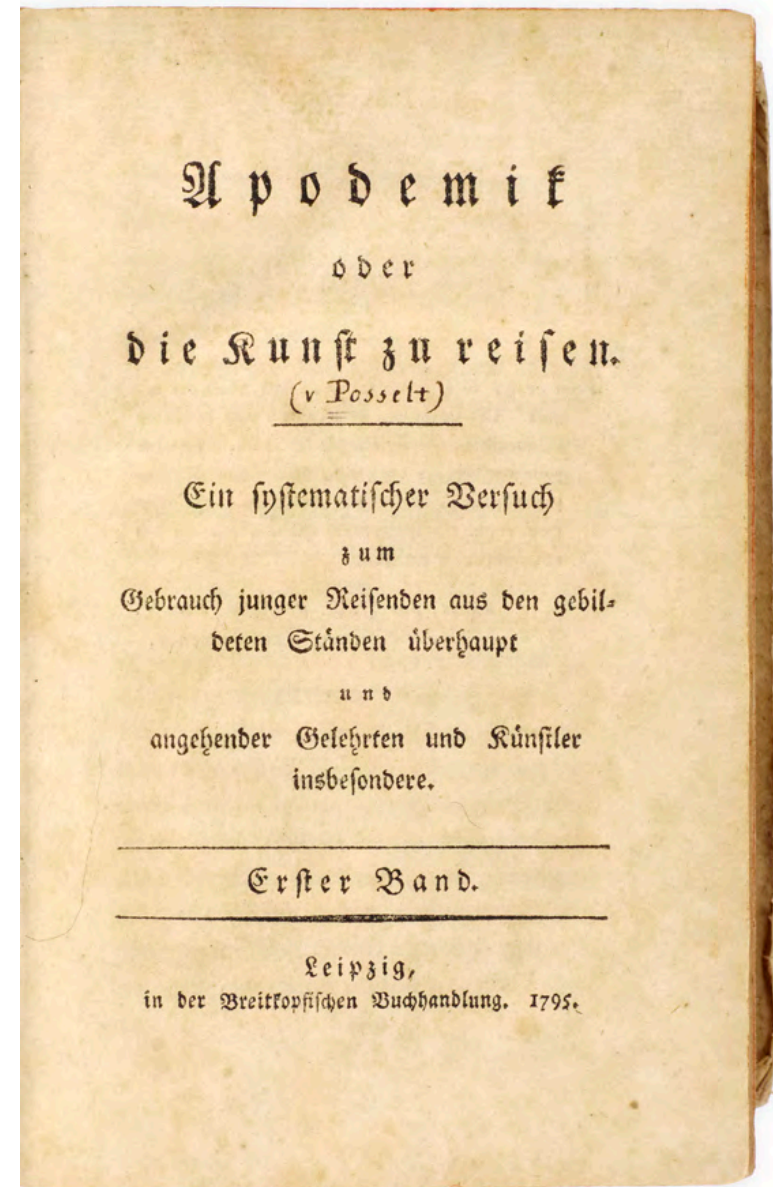 Apodemik
oder
die Kunst zu reisen.
(v Posselt)
Ein systematischer Versuch
zum
Gebrauch junger Reisenden aus den gebil-
deten Ständen überhaupt
und
angehender Gelehrten und Künstler
insbesondere.
Erster Band.
Leipzig,
in der Breitkopfischen Buchhandlung. 1795.